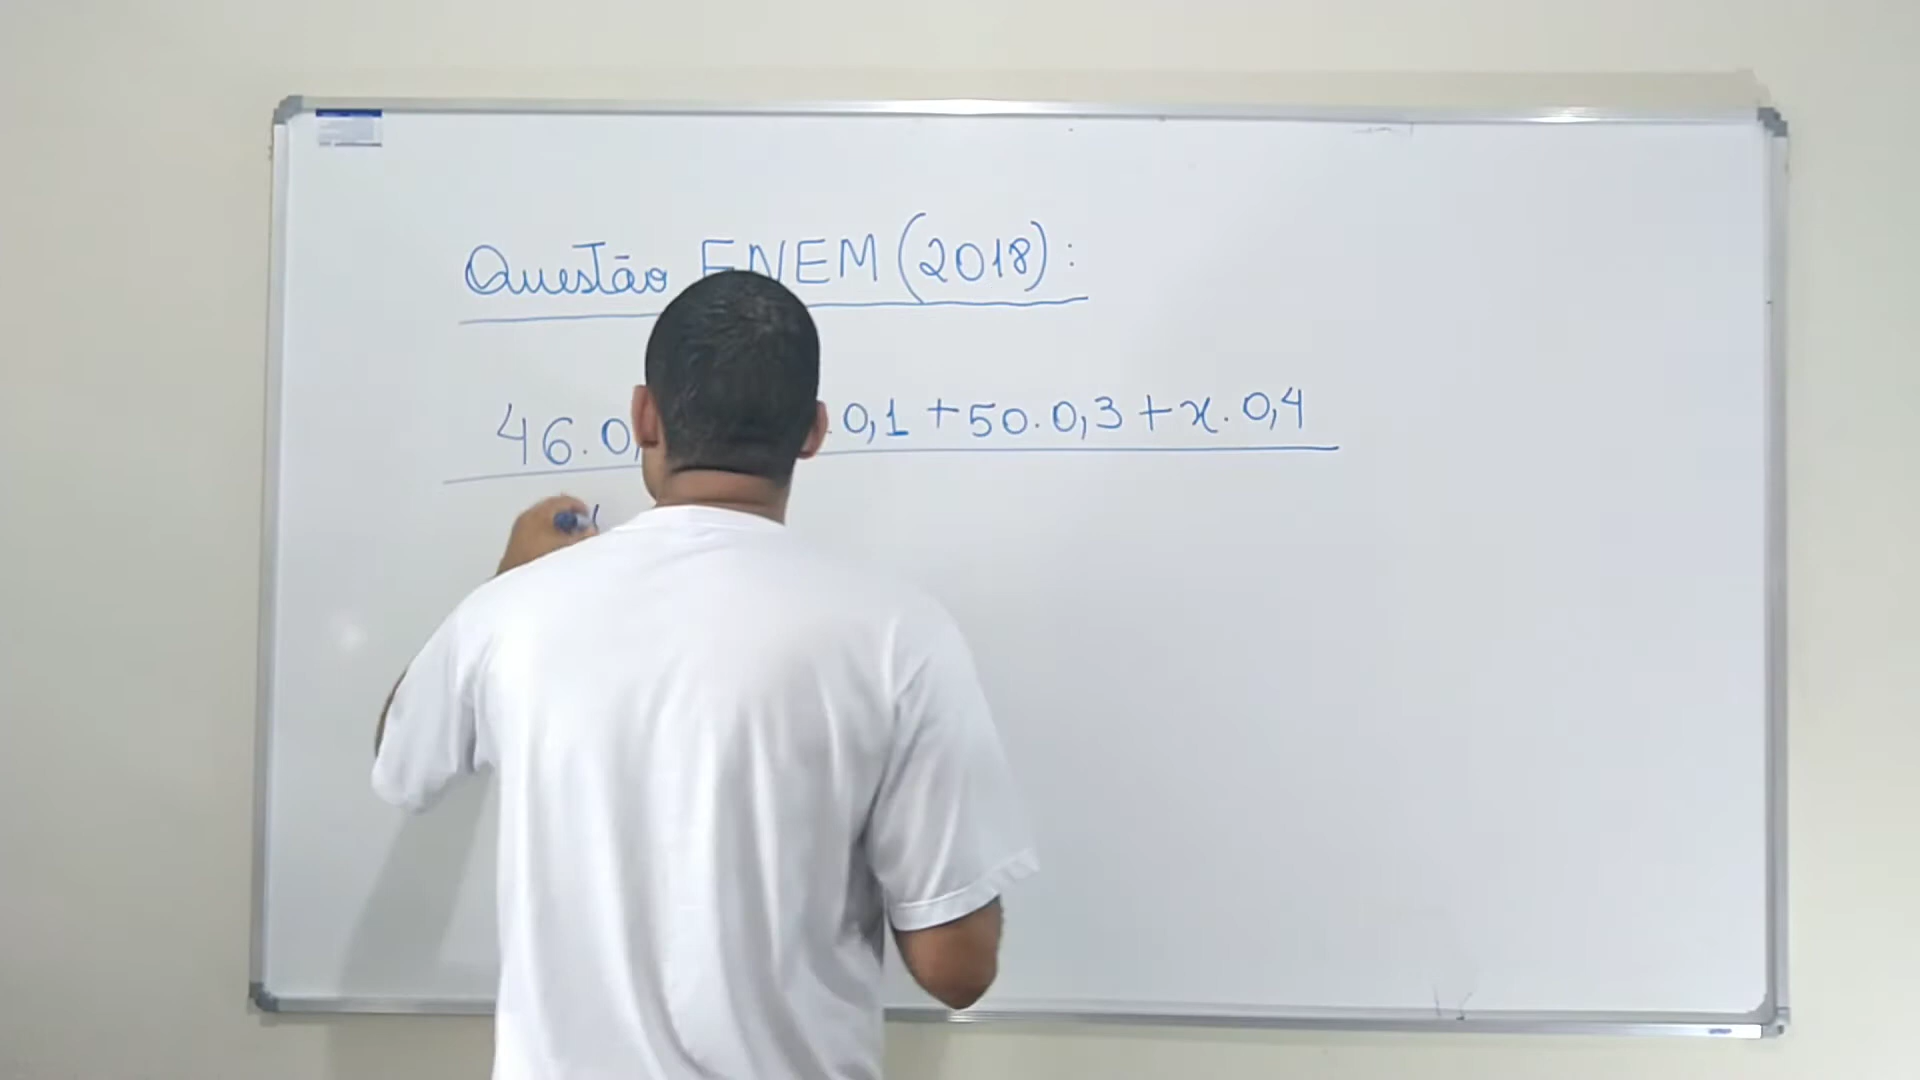 Questão ENEM (2018):
46.0, .0,1 +50.0,3 + x.0,4